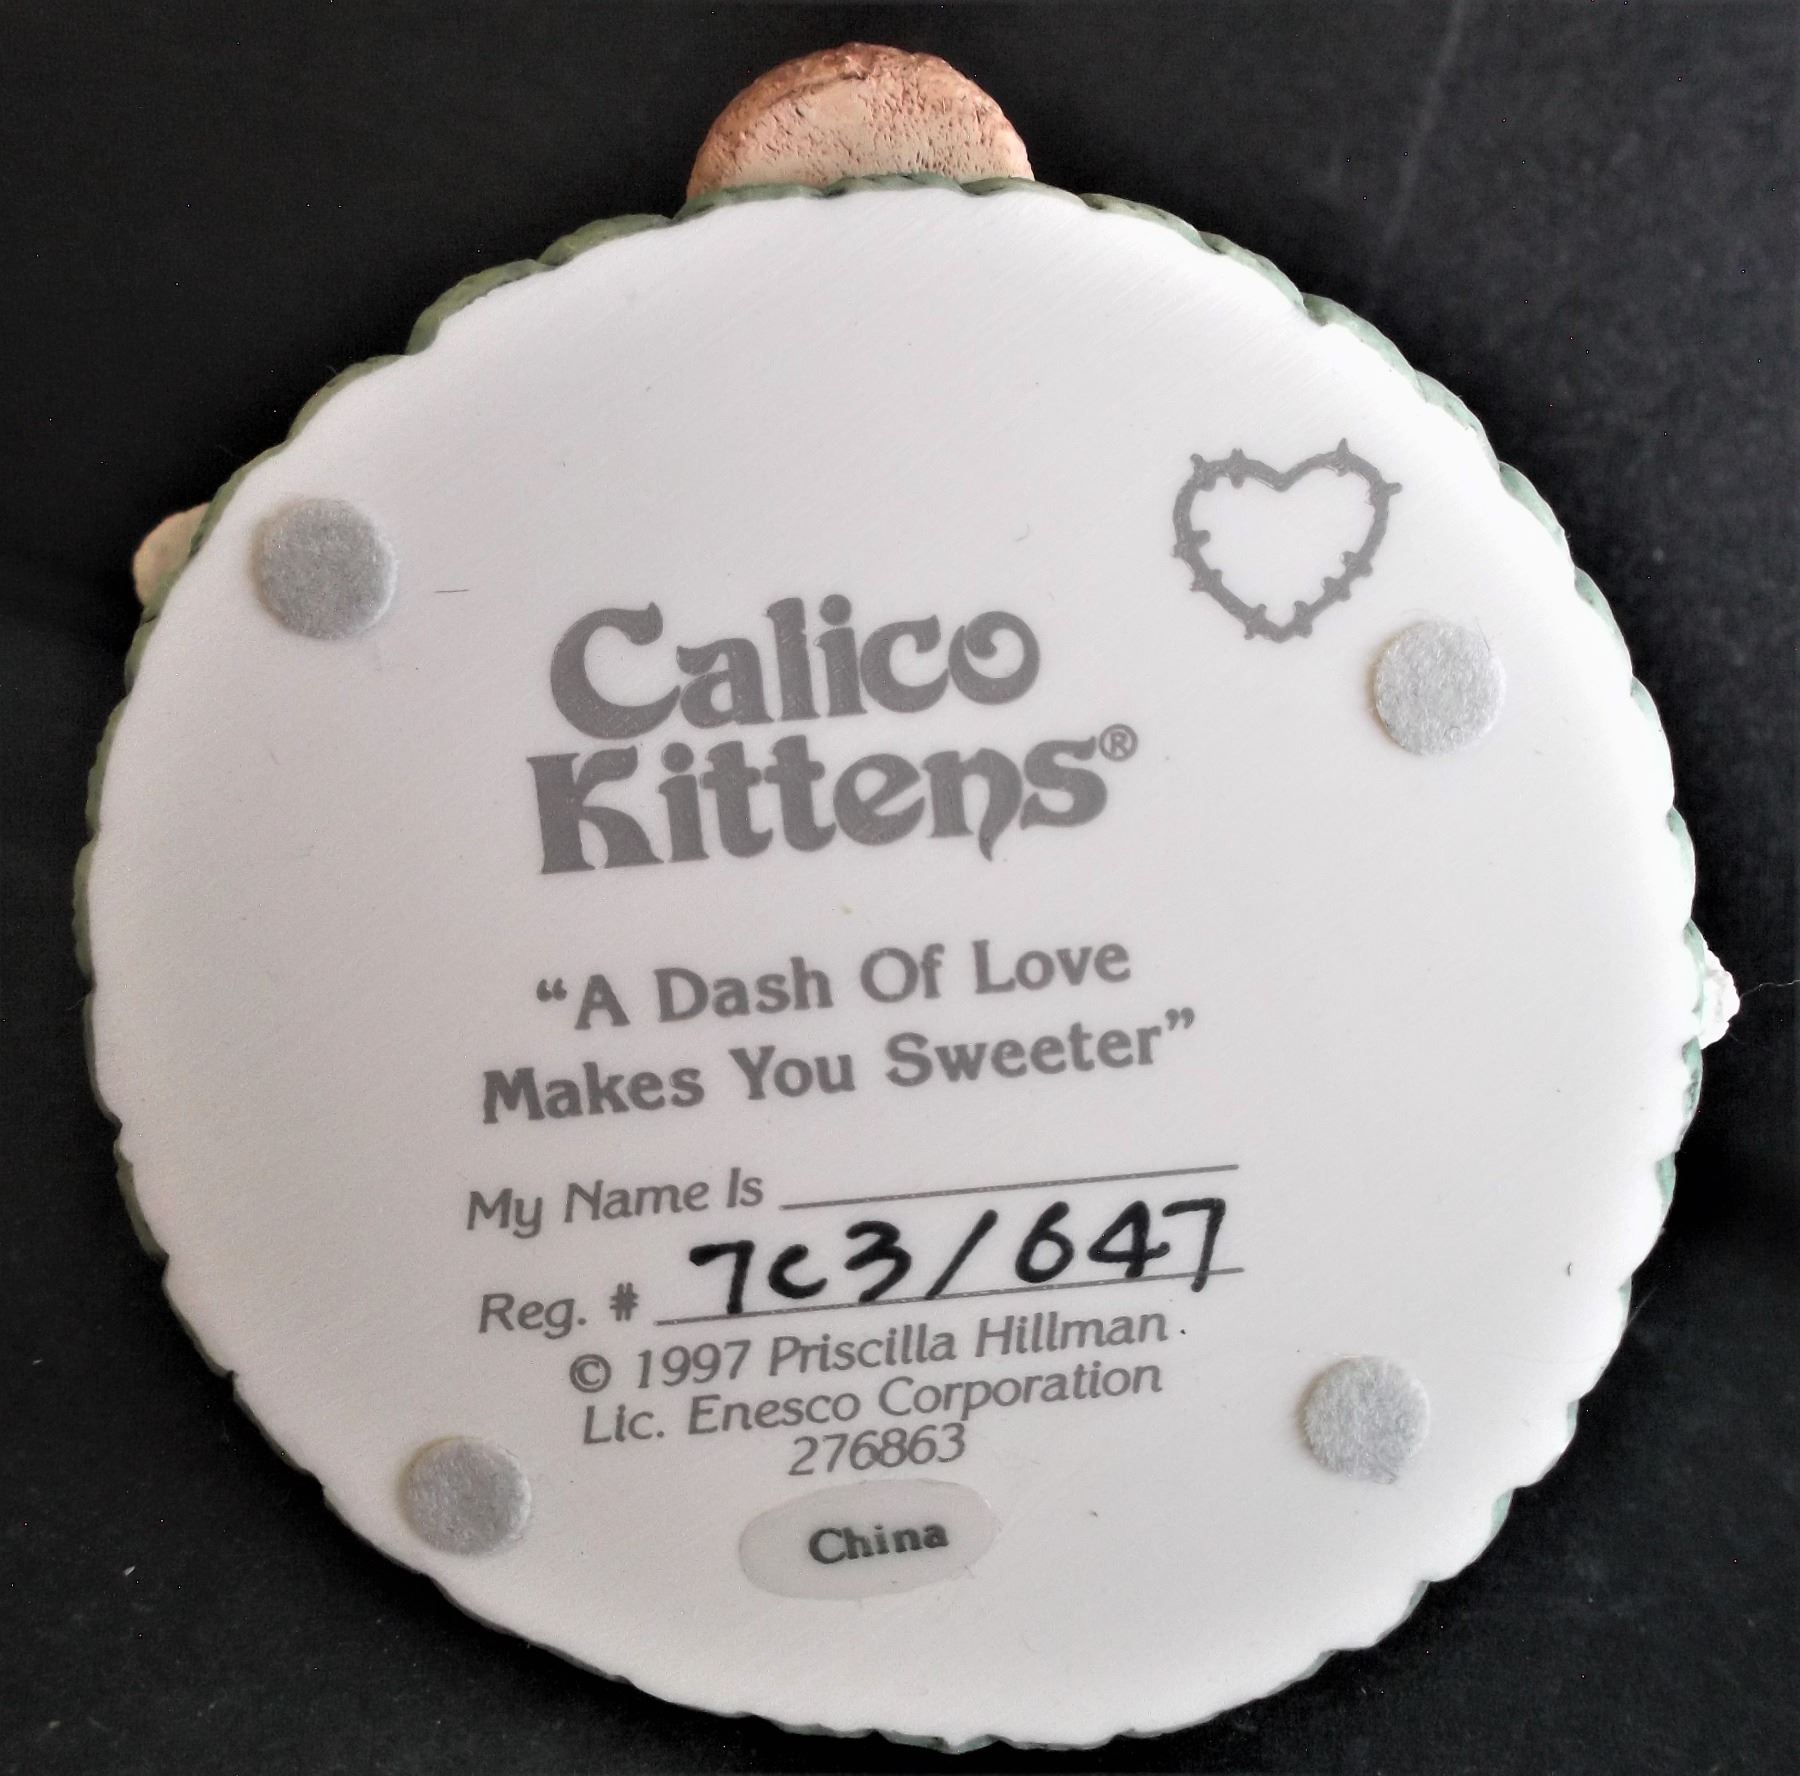 Calico
Kittens®
“A Dash Of Love
Makes You Sweeter”
My Name Is
Reg. # 7c3/647
© 1997 Priscilla Hillman.
Lic. Enesco Corporation
276863
China